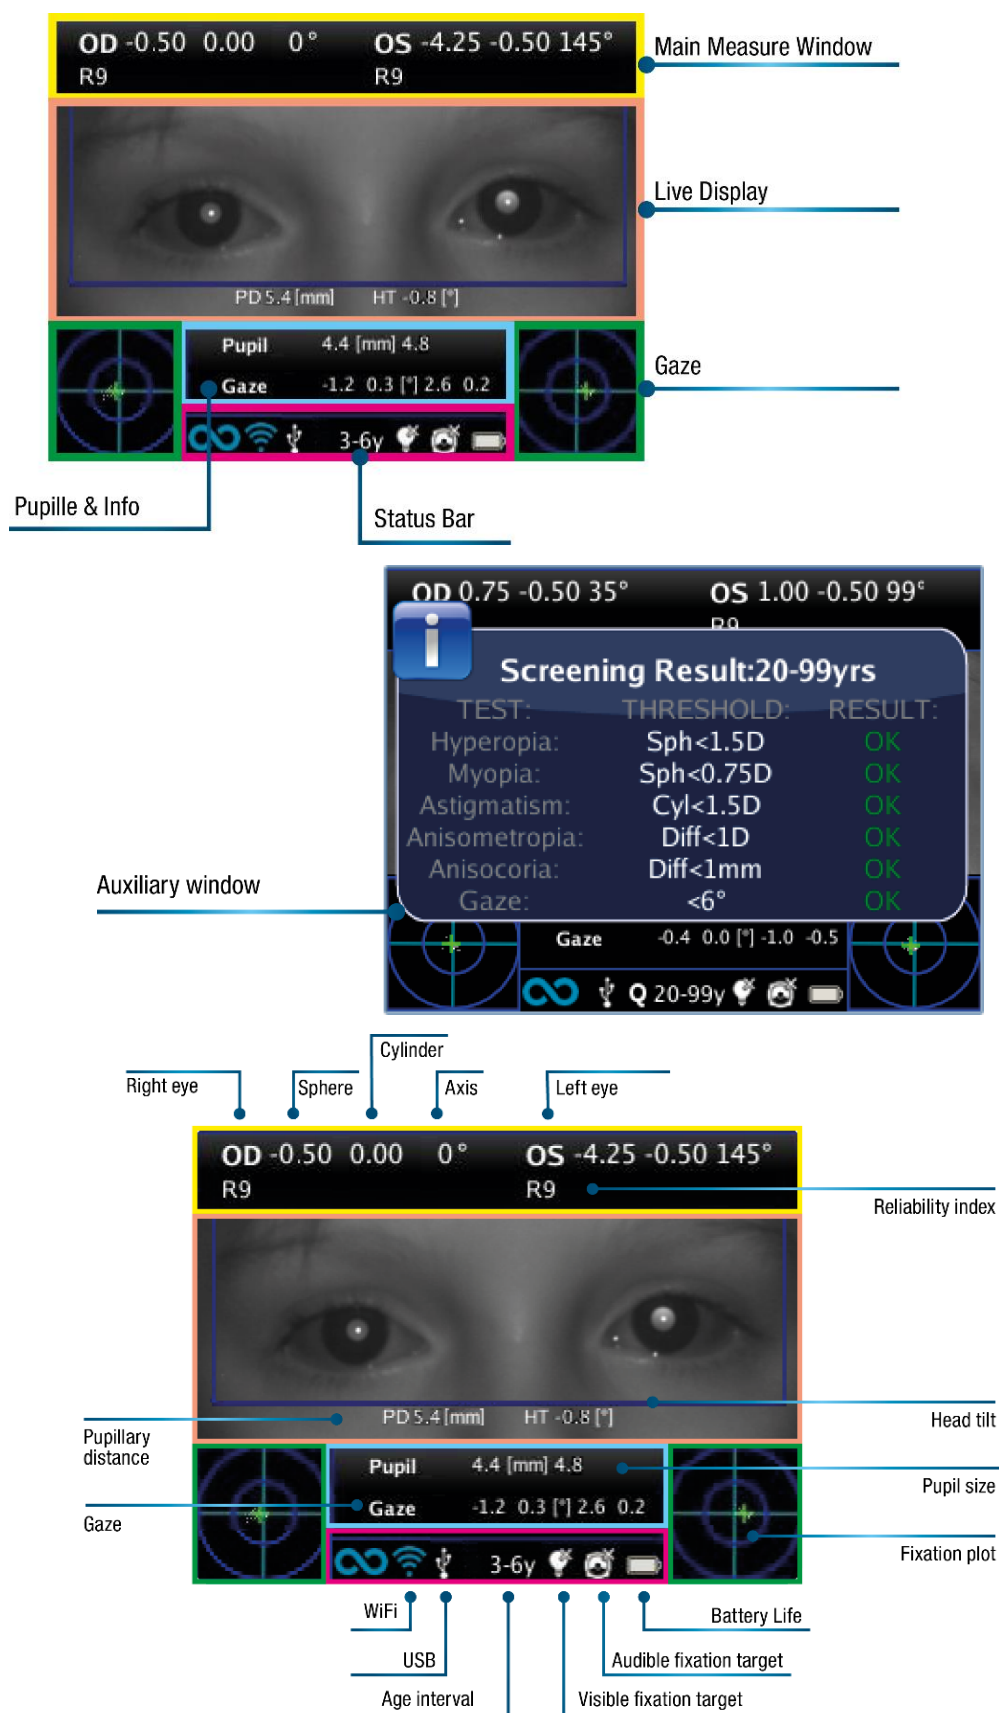 OD -0.50 0.00 0° OS -4.25 -0.50 145°
R9 R9
Main Measure Window
Live Display
PD 5.4 [mm] HT -0.8 [°]
Pupil 4.4 [mm] 4.8
Gaze -1.2 0.3 [°] 2.6 0.2
Gaze
3-6y
Pupille & Info
Status Bar
OD 0.75 -0.50 35° OS 1.00 -0.50 99°
R9
i
Screening Result:20-99yrs
TEST: THRESHOLD: RESULT:
Hyperopia: Sph<1.5D OK
Myopia: Sph<0.75D OK
Astigmatism: Cyl<1.5D OK
Anisometropia: Diff<1D OK
Anisocoria: Diff<1mm OK
Gaze: <6° OK
Auxiliary window
Gaze -0.4 0.0 [°] -1.0 -0.5
Q 20-99y
Cylinder
Right eye Sphere Axis Left eye
OD -0.50 0.00 0° OS -4.25 -0.50 145°
R9 R9
Reliability index
PD 5.4 [mm] HT -0.8 [°]
Head tilt
Pupillary
distance
Pupil 4.4 [mm] 4.8
Pupil size
Gaze -1.2 0.3 [°] 2.6 0.2
Gaze
Fixation plot
3-6y
WiFi Battery Life
USB Audible fixation target
Age interval Visible fixation target